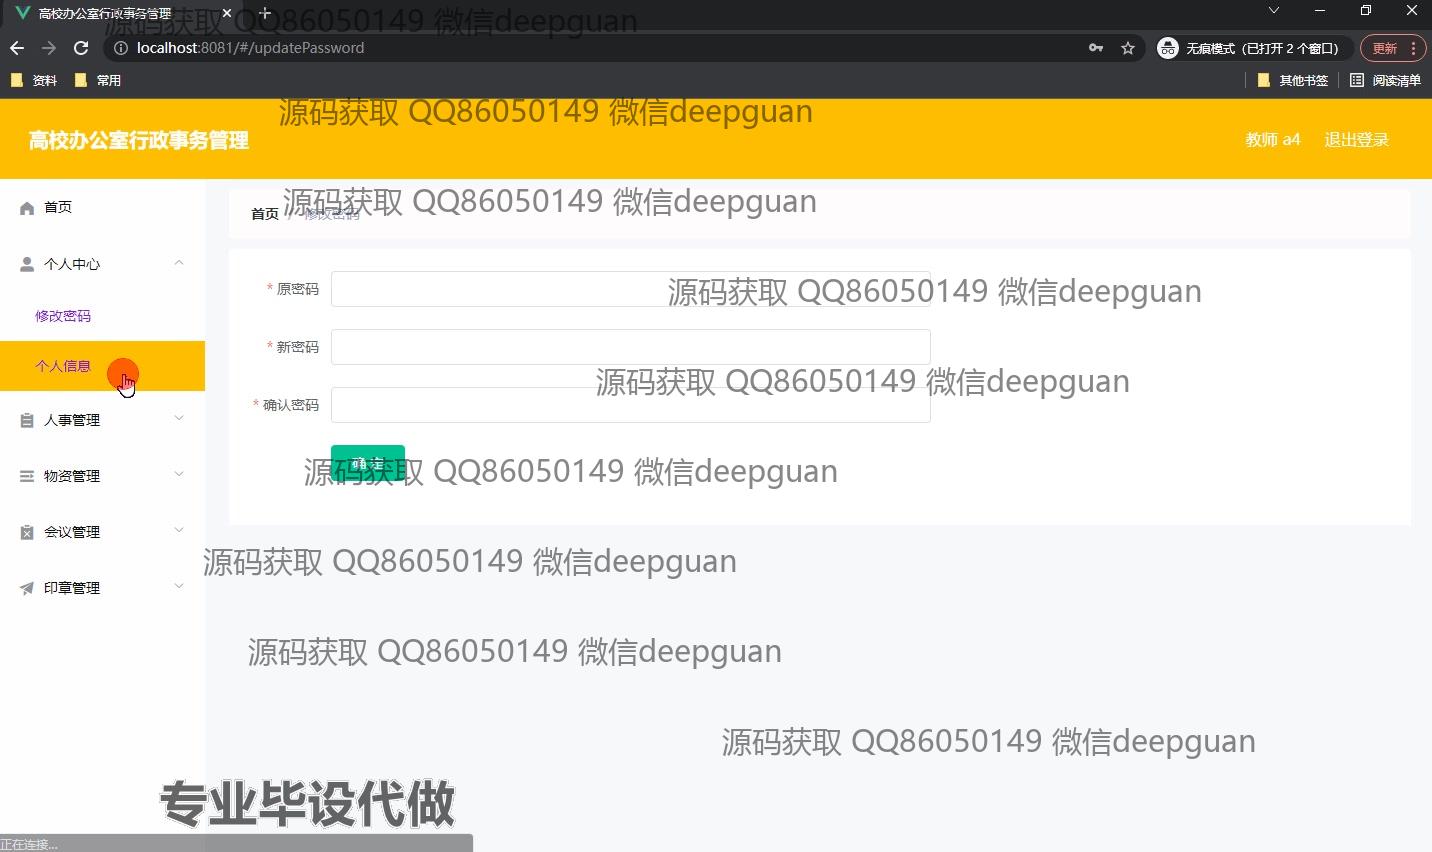 高校办公室行政事务管理
源码获取 QQ86050149 微信deepguan
localhost:8081/#/updatePassword
无痕模式（已打开 2 个窗口）
更新
资料
常用
其他书签
阅读清单
源码获取 QQ86050149 微信deepguan
高校办公室行政事务管理
教师 a4
退出登录
首页
首页 / 修改密码
源码获取 QQ86050149 微信deepguan
个人中心
* 原密码
源码获取 QQ86050149 微信deepguan
修改密码
* 新密码
个人信息
源码获取 QQ86050149 微信deepguan
* 确认密码
人事管理
确 定
源码获取 QQ86050149 微信deepguan
物资管理
会议管理
源码获取 QQ86050149 微信deepguan
印章管理
源码获取 QQ86050149 微信deepguan
源码获取 QQ86050149 微信deepguan
专业毕设代做
正在连接...